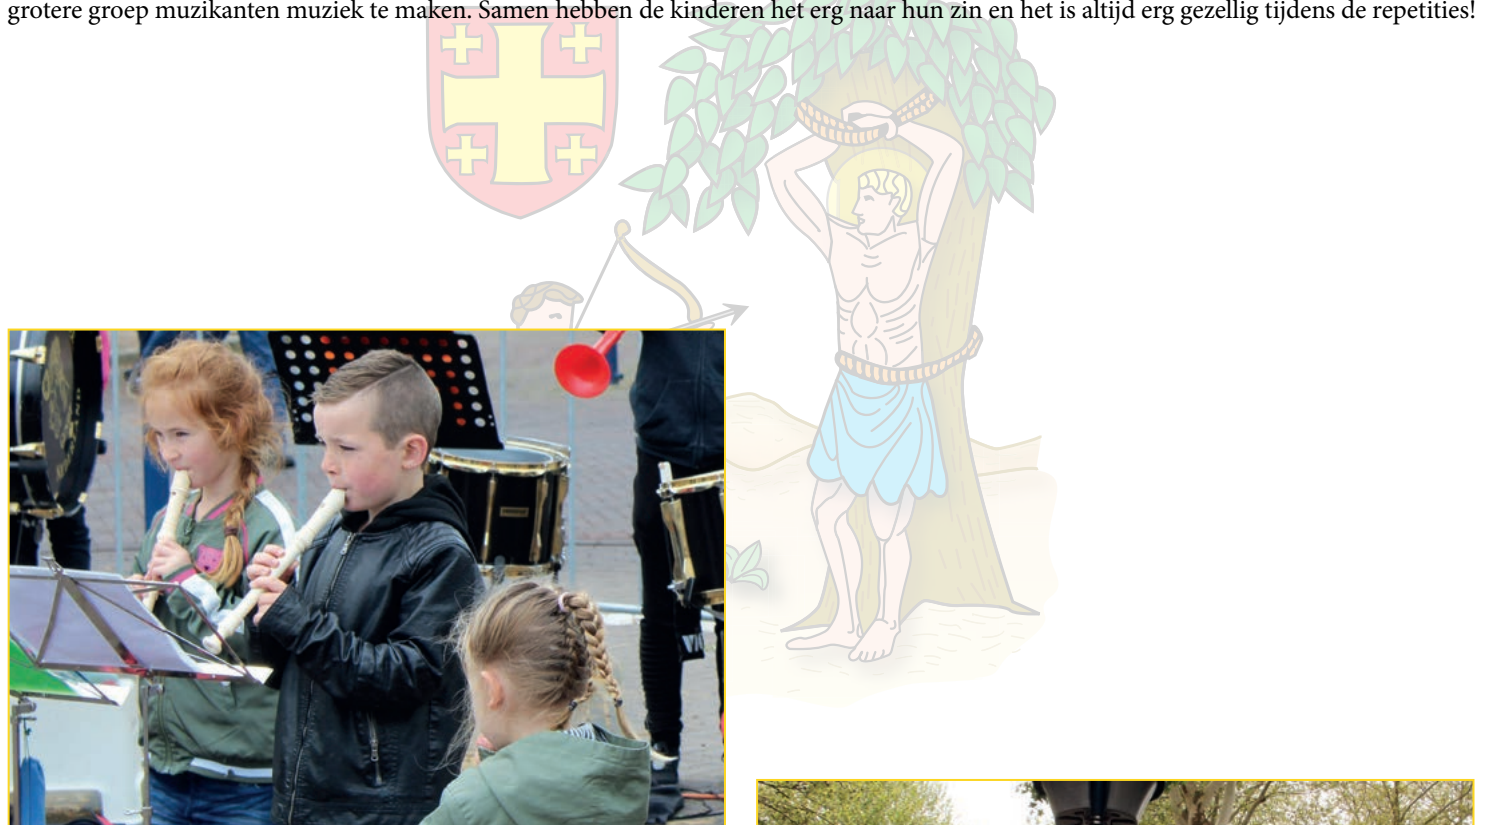 grotere groep muzikanten muziek te maken. Samen hebben de kinderen het erg naar hun zin en het is altijd erg gezellig tijdens de repetities!